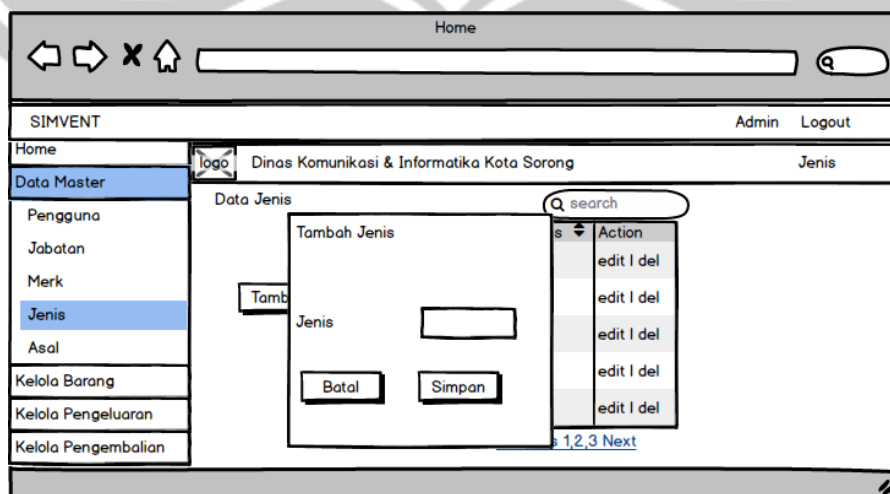 Home
SIMVENT
Admin Logout
Home
logo Dinas Komunikasi & Informatika Kota Sorong Jenis
Data Master
Pengguna
Jabatan
Merk
Jenis
Asal
Kelola Barang
Kelola Pengeluaran
Kelola Pengembalian
Data Jenis
search
s Action
edit I del
edit I del
edit I del
edit I del
edit I del
Tamb
Tambah Jenis
Jenis
Batal Simpan
s 1,2,3 Next